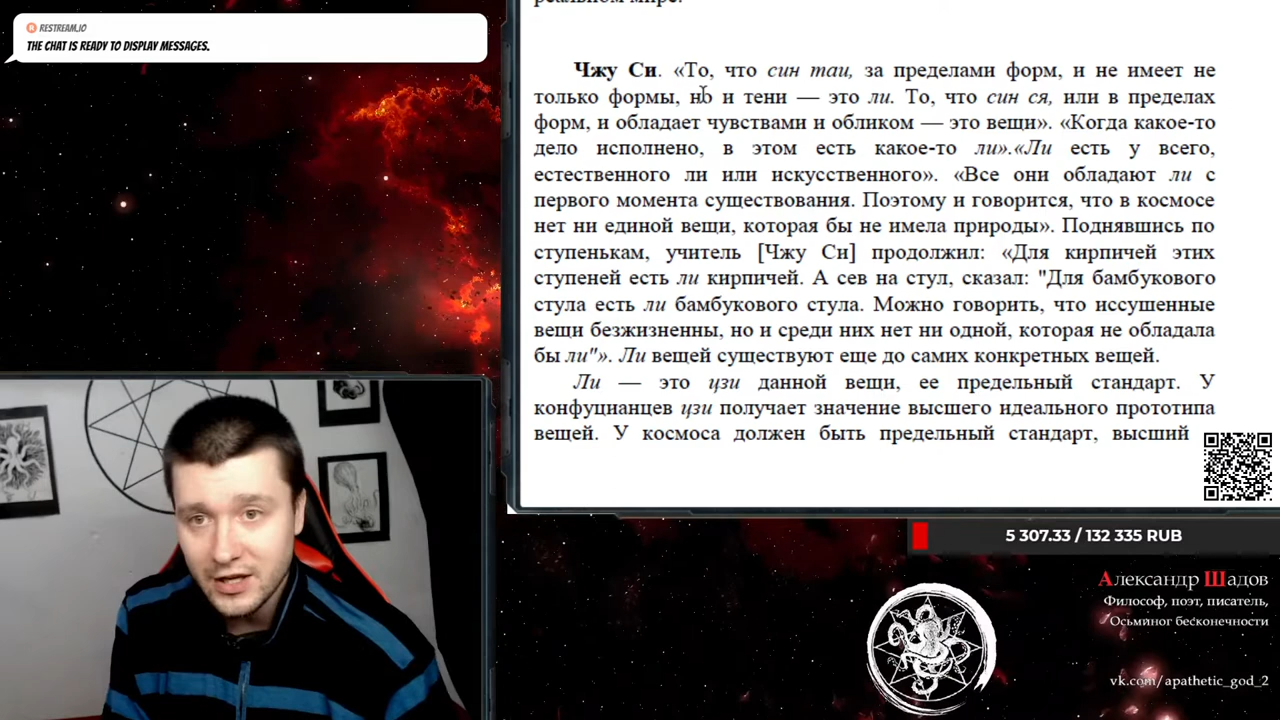 RESTREAM.IO
THE CHAT IS READY TO DISPLAY MESSAGES.
реальном мире.
Чжу Си. «То, что син таи, за пределами форм, и не имеет не
только формы, но и тени — это ли. То, что син ся, или в пределах
форм, и обладает чувствами и обликом — это вещи». «Когда какое-то
дело исполнено, в этом есть какое-то ли».«Ли есть у всего,
естественного ли или искусственного». «Все они обладают ли с
первого момента существования. Поэтому и говорится, что в космосе
нет ни единой вещи, которая бы не имела природы». Поднявшись по
ступенькам, учитель [Чжу Си] продолжил: «Для кирпичей этих
ступеней есть ли кирпичей. А сев на стул, сказал: "Для бамбукового
стула есть ли бамбукового стула. Можно говорить, что иссушенные
вещи безжизненны, но и среди них нет ни одной, которая не обладала
бы ли"». Ли вещей существуют еще до самих конкретных вещей.
Ли — это цзи данной вещи, ее предельный стандарт. У
конфуцианцев цзи получает значение высшего идеального прототипа
вещей. У космоса должен быть предельный стандарт, высший
5 307.33 / 132 335 RUB
Александр Шадов
Философ, поэт, писатель,
Осьминог бесконечности
vk.com/apathetic_god_2